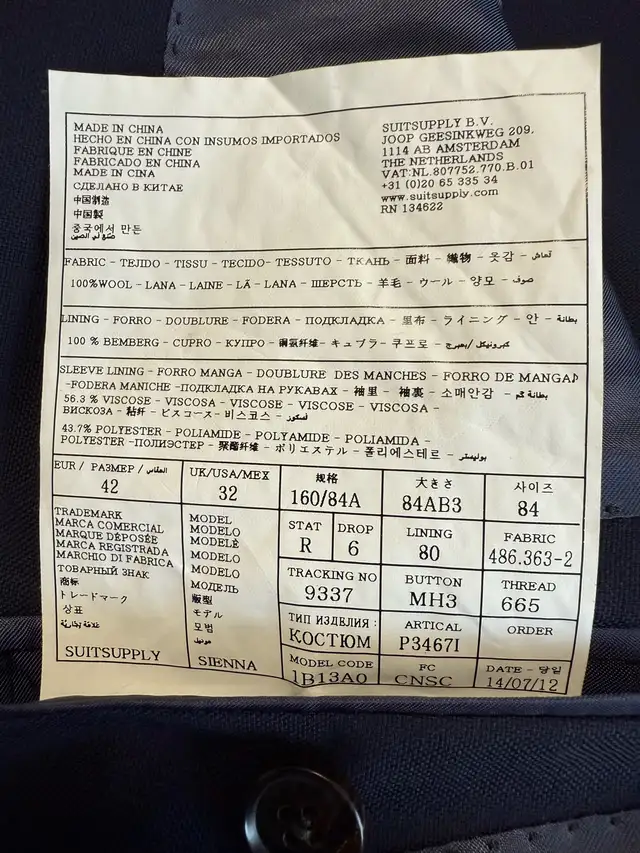 MADE IN CHINA
HECHO EN CHINA CON INSUMOS IMPORTADOS
FABRIQUE EN CHINE
FABRICADO EN CHINA
MADE IN CINA
СДЕЛАНО В КИТАЕ
中国制造
中国製
중국에서 만든
صنع في الصين
SUITSUPPLY B.V.
JOOP GEESINKWEG 209,
1114 AB AMSTERDAM
THE NETHERLANDS
VAT:NL.807752.770.B.01
+31 (0)20 65 335 34
www.suitsupply.com
RN 134622
FABRIC - TEJIDO - TISSU - TECIDO- TESSUTO - ТКАНЬ - 面料 - 織物 - 옷감 - قماش
100%WOOL - LANA - LAINE - LÃ - LANA - ШЕРСТЬ - 羊毛 - ウール - 양모 - صوف
LINING - FORRO - DOUBLURE - FODERA - ПОДКЛАДКА - 里布 - ライニング - 안 - بطانة
100 % BEMBERG - CUPRO - КУПРО - 銅氨纤维- キュプラ- 쿠프로 -
SLEEVE LINING - FORRO MANGA - DOUBLURE DES MANCHES - FORRO DE MANGA
-FODERA MANICHE -ПОДКЛАДКА НА РУКАВАХ - 袖里 - 袖裏 - 소매안감 - بطانة كم
56.3 % VISCOSE - VISCOSA - VISCOSE - VISCOSE - VISCOSA -
ВИСКОЗА - 粘纤 - ビスコース- 비스코스 - فسكوز
43.7% POLYESTER - POLIAMIDE - POLYAMIDE - POLIAMIDA -
POLYESTER -ПОЛИЭСТЕР - 聚酯纤维 - ポリエステル - 폴리에스테르 - بوليستر
EUR / РАЗМЕР / المقاس
42
UK/USA/MEX
32
规格
160/84A
大きさ
84AB3
サイズ
84
TRADEMARK
MARCA COMERCIAL
MARQUE DÉPOSÉE
MARCA REGISTRADA
MARCHIO DI FABRICA
ТОВАРНЫЙ ЗНАК
商标
トレードマーク
상표
علامة تجارية
SUITSUPPLY
MODEL
MODELO
MODELÈ
MODELO
MODELO
МОДЕЛЬ
版型
モデル
모범
موديل
SIENNA
STAT
R
DROP
6
LINING
80
FABRIC
486.363-2
TRACKING NO
9337
BUTTON
MH3
THREAD
665
ТИП ИЗДЕЛИЯ:
КОСТЮМ
ARTICAL
P3467I
ORDER
MODEL CODE
1B13A0
FC
CNSC
DATE - 당일
14/07/12